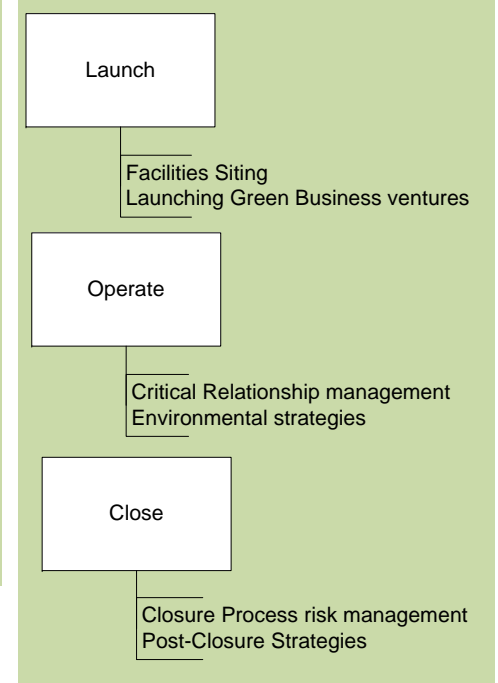 Launch
Facilities Siting
Launching Green Business ventures
Operate
Critical Relationship management
Environmental strategies
Close
Closure Process risk management
Post-Closure Strategies